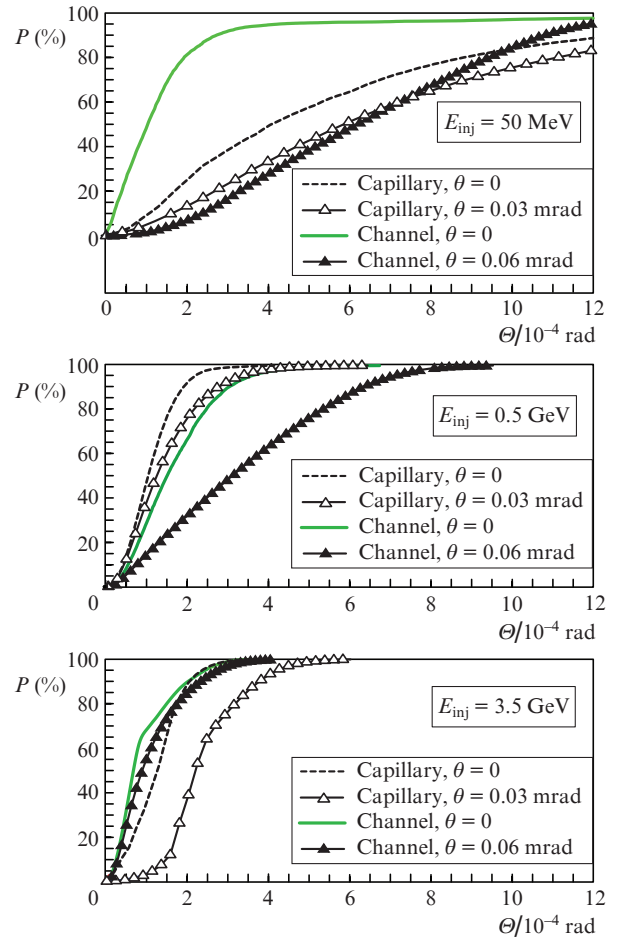 P (%)
100
80
60
40
20
0
E_inj = 50 MeV
Capillary, θ = 0
Capillary, θ = 0.03 mrad
Channel, θ = 0
Channel, θ = 0.06 mrad
0 2 4 6 8 10 12
Θ/10⁻⁴ rad
P (%)
100
80
60
40
20
E_inj = 0.5 GeV
Capillary, θ = 0
Capillary, θ = 0.03 mrad
Channel, θ = 0
Channel, θ = 0.06 mrad
0 2 4 6 8 10 12
Θ/10⁻⁴ rad
P (%)
100
80
60
40
20
E_inj = 3.5 GeV
Capillary, θ = 0
Capillary, θ = 0.03 mrad
Channel, θ = 0
Channel, θ = 0.06 mrad
0 2 4 6 8 10 12
Θ/10⁻⁴ rad